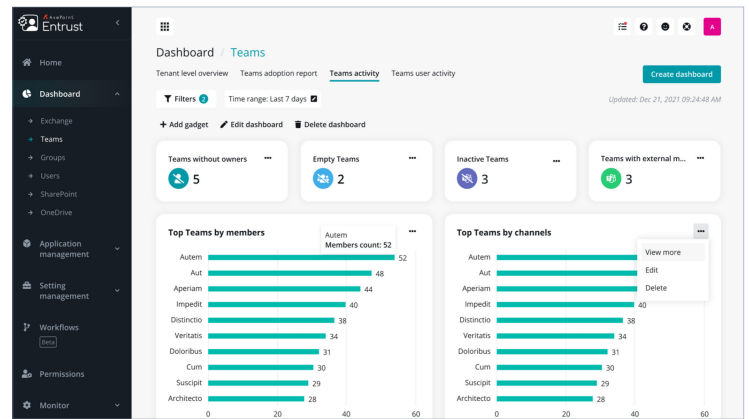 AvePoint
Entrust
A
Home
Dashboard
Exchange
Teams
Groups
Users
SharePoint
OneDrive
Application
management
Setting
management
Workflows
Beta
Permissions
Monitor
Dashboard / Teams
Tenant level overview Teams adoption report Teams activity Teams user activity
Create dashboard
Filters 2 Time range: Last 7 days
Updated: Dec 21, 2021 09:24:48 AM
+ Add gadget Edit dashboard Delete dashboard
Teams without owners •••
5
Empty Teams •••
2
Inactive Teams •••
3
Teams with external m... •••
3
Top Teams by members •••
Autem
Members count: 52
Autem 52
Aut 48
Aperiam 44
Impedit 40
Distinctio 38
Veritatis 34
Doloribus 31
Cum 30
Suscipit 29
Architecto 28
0 20 40 60
Top Teams by channels •••
View more
Edit
Delete
Autem
Aut
Aperiam
Impedit 40
Distinctio 38
Veritatis 34
Doloribus 31
Cum 30
Suscipit 29
Architecto 28
0 20 40 60